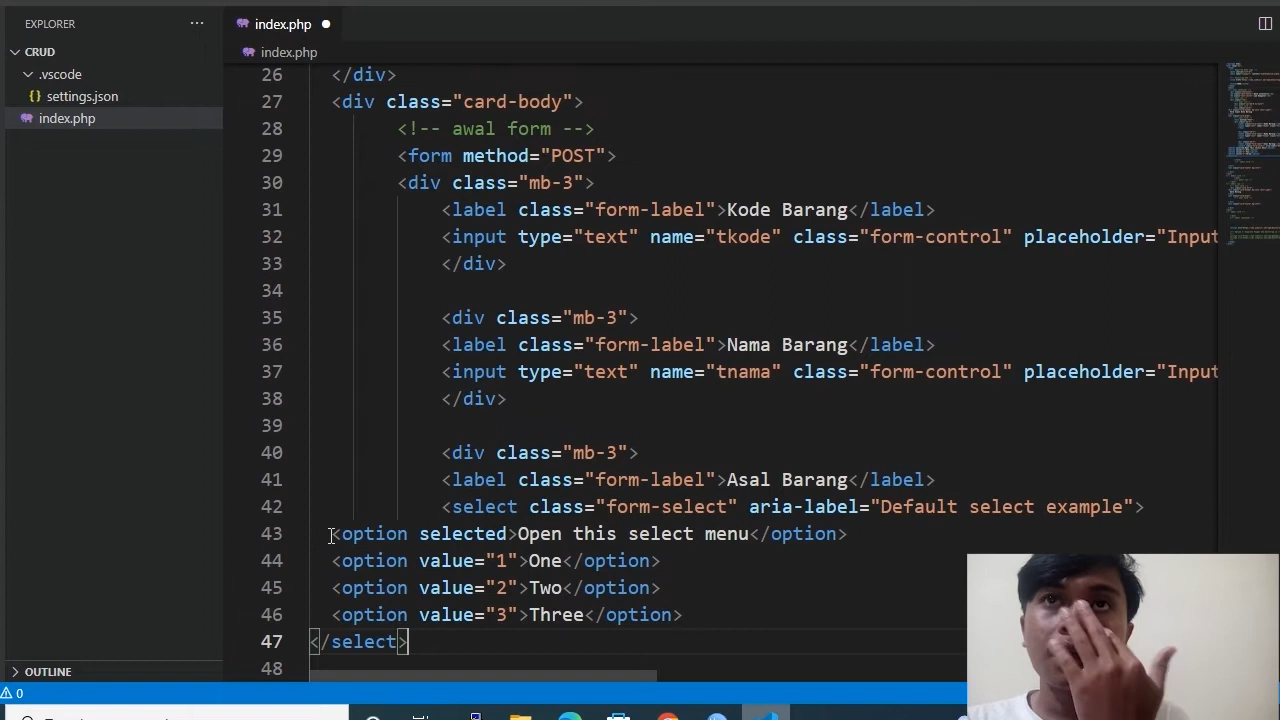 EXPLORER
···
CRUD
.vscode
{} settings.json
index.php
OUTLINE
index.php
index.php
26 </div>
27 <div class="card-body">
28 <!-- awal form -->
29 <form method="POST">
30 <div class="mb-3">
31 <label class="form-label">Kode Barang</label>
32 <input type="text" name="tkode" class="form-control" placeholder="Input
33 </div>
34
35 <div class="mb-3">
36 <label class="form-label">Nama Barang</label>
37 <input type="text" name="tnama" class="form-control" placeholder="Input
38 </div>
39
40 <div class="mb-3">
41 <label class="form-label">Asal Barang</label>
42 <select class="form-select" aria-label="Default select example">
43 <option selected>Open this select menu</option>
44 <option value="1">One</option>
45 <option value="2">Two</option>
46 <option value="3">Three</option>
47 </select>
48
0